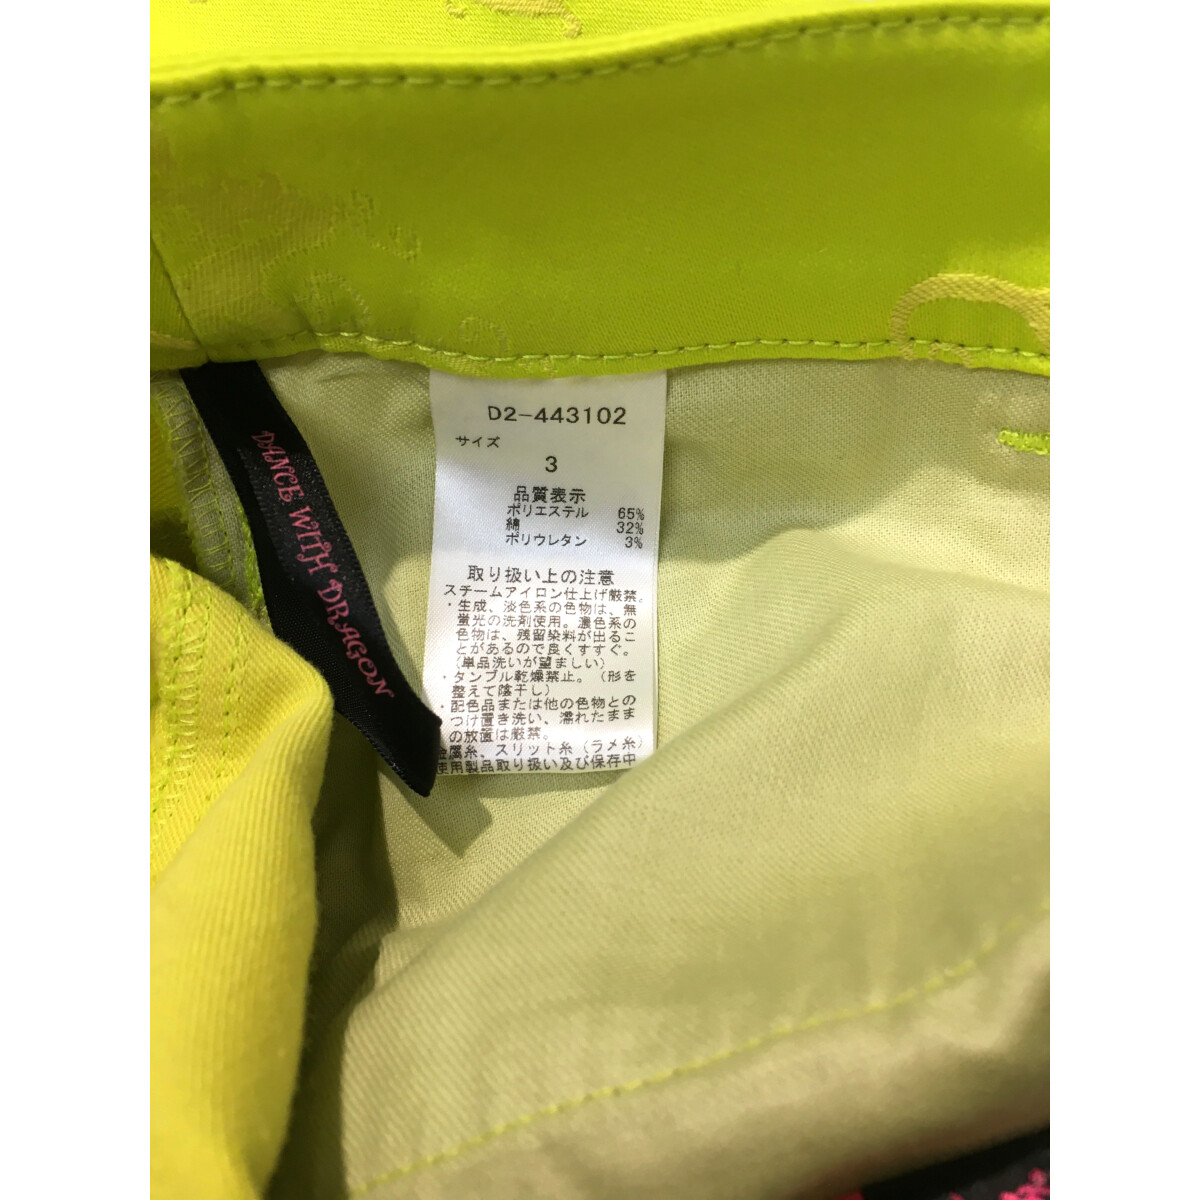 DANCE WITH DRAGON
D2-443102
サイズ
3
品質表示
ポリエステル 65%
綿 32%
ポリウレタン 3%
取り扱い上の注意
スチームアイロン仕上げ厳禁。
・生成、淡色系の色物は、無
蛍光の洗剤使用。濃色系の
色物は、残留染料が出るこ
とがあるので良くすすぐ。
(単品洗いが望ましい)
・タンブル乾燥禁止。(形を
整えて陰干し)
・配色品または他の色物との
つけ置き洗い、濡れたまま
の放置は厳禁。
金属糸、スリット糸(ラメ糸)
使用製品取り扱い及び保存中